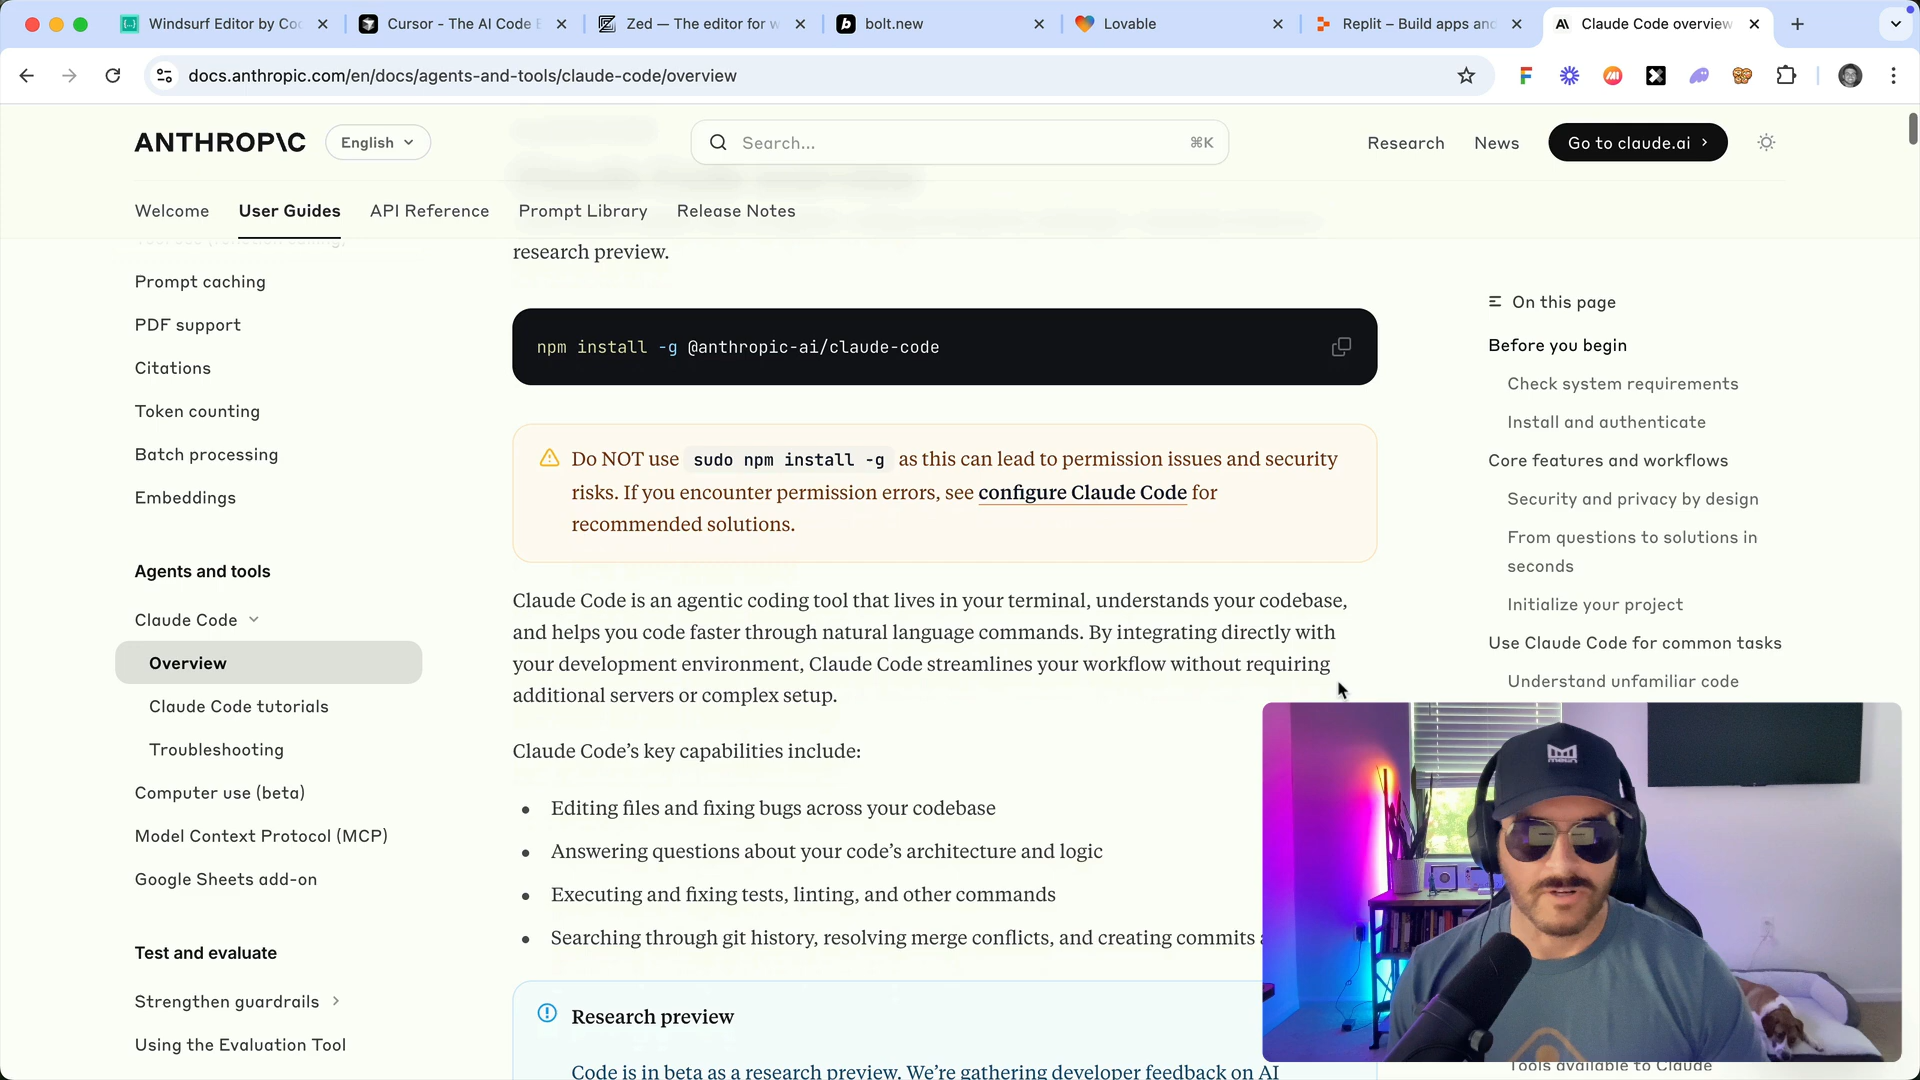 Windsurf Editor by Co
Cursor - The AI Code E
Zed — The editor for w
bolt.new
Lovable
Replit – Build apps and
Claude Code overview
docs.anthropic.com/en/docs/agents-and-tools/claude-code/overview
ANTHROP\C
English
Search...
⌘K
Research
News
Go to claude.ai
Welcome
User Guides
API Reference
Prompt Library
Release Notes
Prompt caching
PDF support
Citations
Token counting
Batch processing
Embeddings
Agents and tools
Claude Code
Overview
Claude Code tutorials
Troubleshooting
Computer use (beta)
Model Context Protocol (MCP)
Google Sheets add-on
Test and evaluate
Strengthen guardrails
Using the Evaluation Tool
research preview.
npm install -g @anthropic-ai/claude-code
Do NOT use sudo npm install -g as this can lead to permission issues and security
risks. If you encounter permission errors, see configure Claude Code for
recommended solutions.
Claude Code is an agentic coding tool that lives in your terminal, understands your codebase,
and helps you code faster through natural language commands. By integrating directly with
your development environment, Claude Code streamlines your workflow without requiring
additional servers or complex setup.
Claude Code’s key capabilities include:
Editing files and fixing bugs across your codebase
Answering questions about your code’s architecture and logic
Executing and fixing tests, linting, and other commands
Searching through git history, resolving merge conflicts, and creating commits
Research preview
Code is in beta as a research preview. We’re gathering developer feedback on AI
On this page
Before you begin
Check system requirements
Install and authenticate
Core features and workflows
Security and privacy by design
From questions to solutions in
seconds
Initialize your project
Use Claude Code for common tasks
Understand unfamiliar code
melin
Tools available to Claude